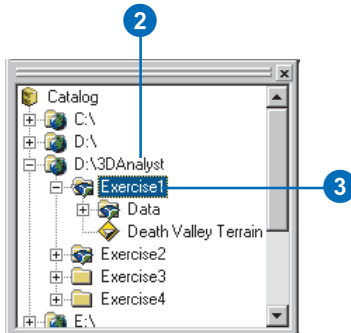 2
Catalog
C:\
D:\
D:\3DAnalyst
Exercise1 3
Data
Death Valley Terrain
Exercise2
Exercise3
Exercise4
E:\